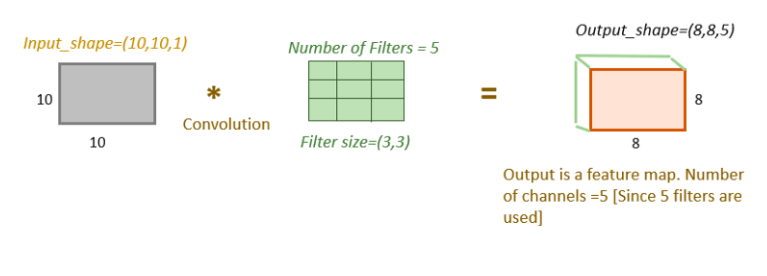 Input_shape=(10,10,1)
10
10
*
Convolution
Number of Filters = 5
Filter size=(3,3)
=
Output_shape=(8,8,5)
8
8
Output is a feature map. Number
of channels =5 [Since 5 filters are
used]